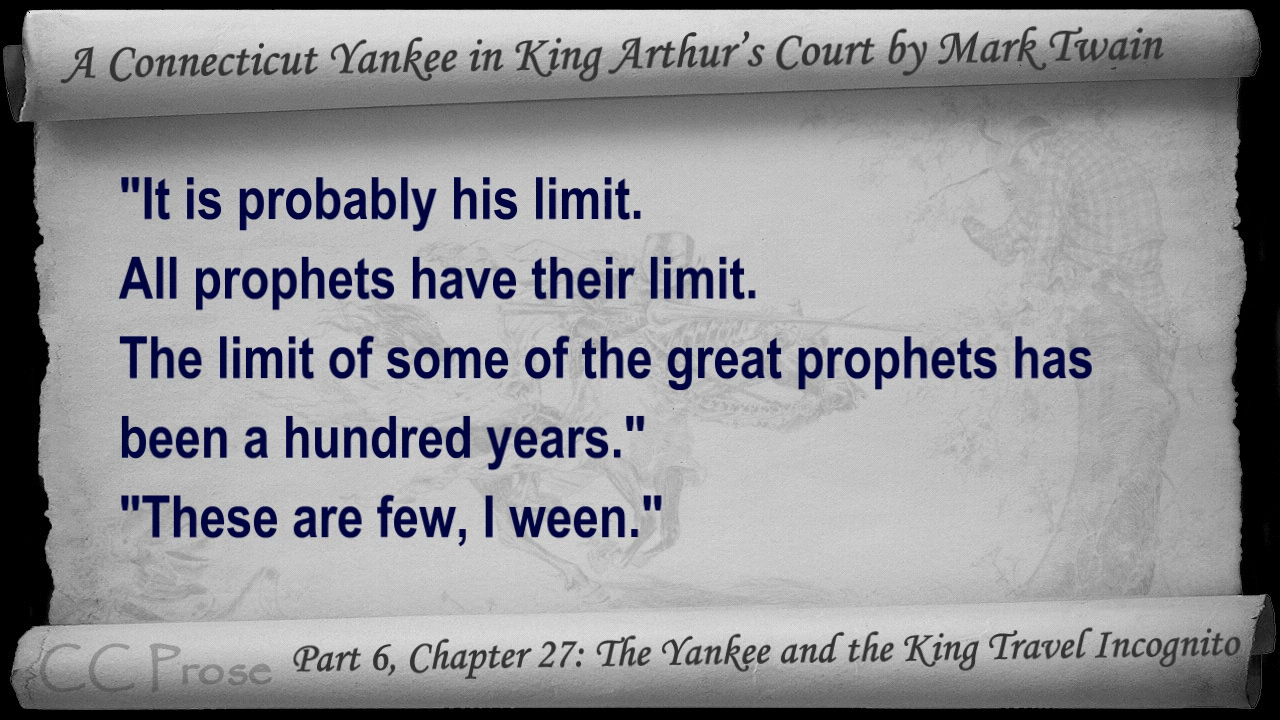 A Connecticut Yankee in King Arthur's Court by Mark Twain
"It is probably his limit.
All prophets have their limit.
The limit of some of the great prophets has
been a hundred years."
"These are few, I ween."
CC Prose
Part 6, Chapter 27: The Yankee and the King Travel Incognito